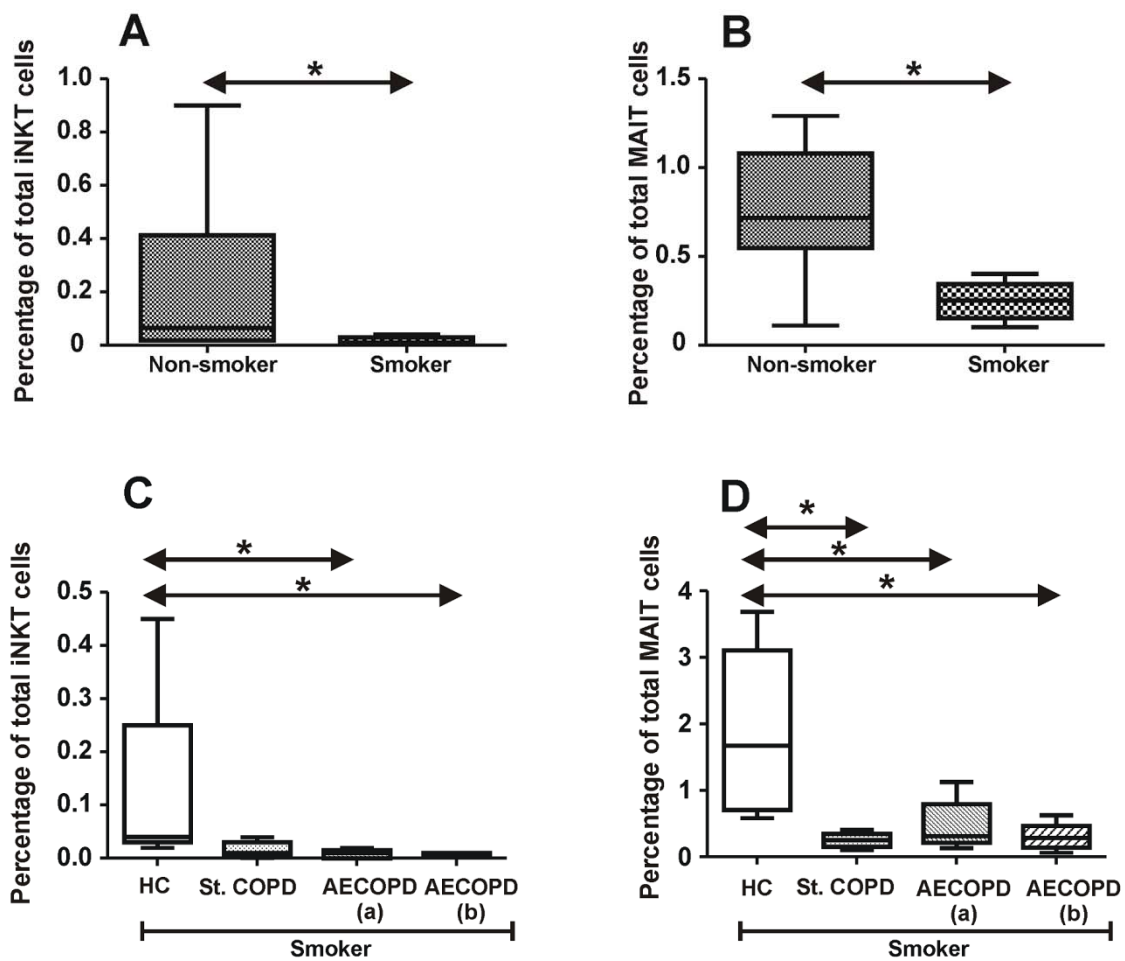 A
*
Percentage of total iNKT cells
1.0
0.8
0.6
0.4
0.2
0
Non-smoker
Smoker
B
*
Percentage of total MAIT cells
1.5
1.0
0.5
0
Non-smoker
Smoker
C
*
*
Percentage of total iNKT cells
0.5
0.4
0.3
0.2
0.1
0.0
HC
St. COPD
AECOPD
(a)
AECOPD
(b)
Smoker
D
*
*
*
Percentage of total MAIT cells
4
3
2
1
0
HC
St. COPD
AECOPD
(a)
AECOPD
(b)
Smoker